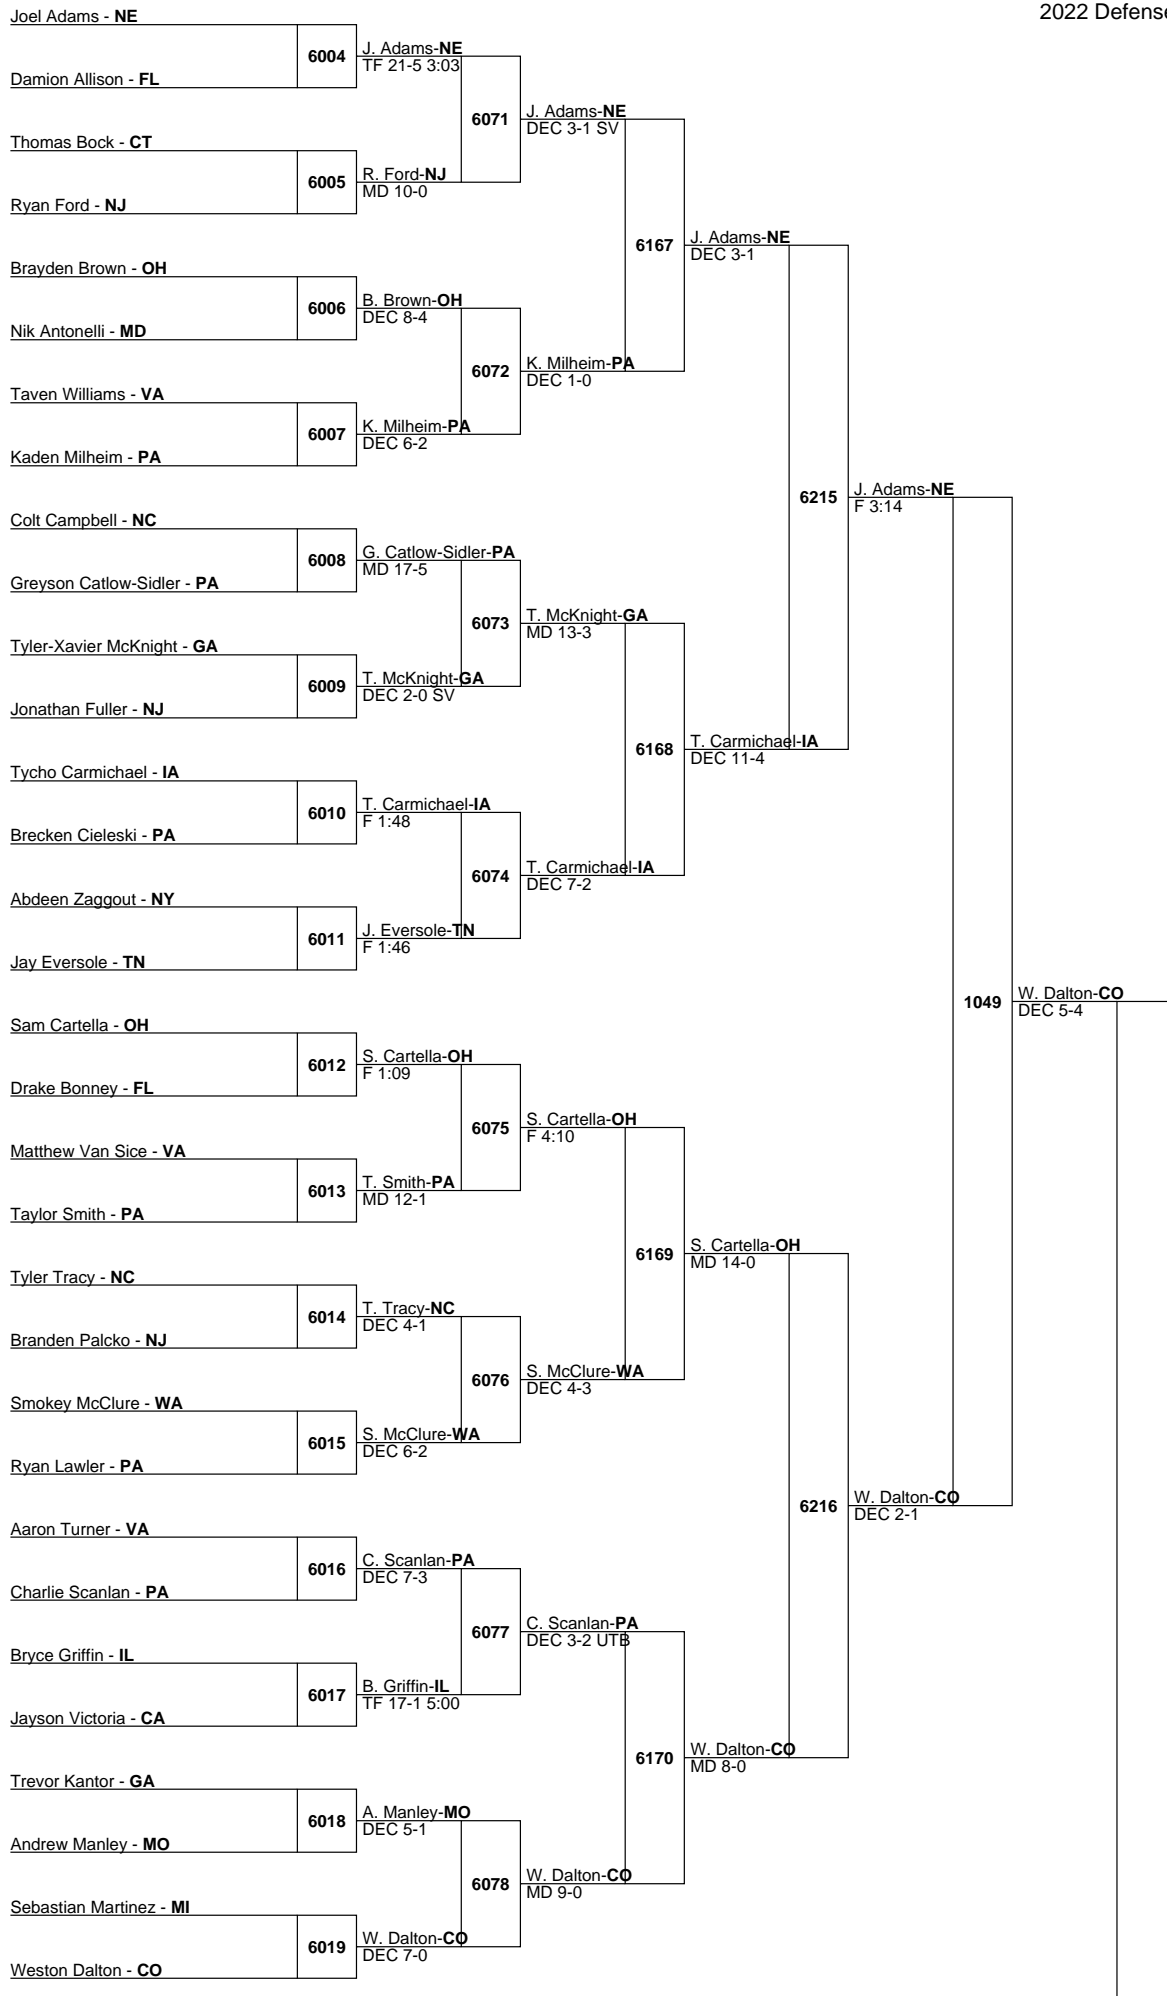 2022 Defense
Joel Adams - NE
6004
J. Adams-NE
TF 21-5 3:03
Damion Allison - FL
6071
J. Adams-NE
DEC 3-1 SV
Thomas Bock - CT
6005
R. Ford-NJ
MD 10-0
Ryan Ford - NJ
6167
J. Adams-NE
DEC 3-1
Brayden Brown - OH
6006
B. Brown-OH
DEC 8-4
Nik Antonelli - MD
6072
K. Milheim-PA
DEC 1-0
Taven Williams - VA
6007
K. Milheim-PA
DEC 6-2
Kaden Milheim - PA
6215
J. Adams-NE
F 3:14
Colt Campbell - NC
6008
G. Catlow-Sidler-PA
MD 17-5
Greyson Catlow-Sidler - PA
6073
T. McKnight-GA
MD 13-3
Tyler-Xavier McKnight - GA
6009
T. McKnight-GA
DEC 2-0 SV
Jonathan Fuller - NJ
6168
T. Carmichael-IA
DEC 11-4
Tycho Carmichael - IA
6010
T. Carmichael-IA
F 1:48
Brecken Cieleski - PA
6074
T. Carmichael-IA
DEC 7-2
Abdeen Zaggout - NY
6011
J. Eversole-TN
F 1:46
Jay Eversole - TN
1049
W. Dalton-CO
DEC 5-4
Sam Cartella - OH
6012
S. Cartella-OH
F 1:09
Drake Bonney - FL
6075
S. Cartella-OH
F 4:10
Matthew Van Sice - VA
6013
T. Smith-PA
MD 12-1
Taylor Smith - PA
6169
S. Cartella-OH
MD 14-0
Tyler Tracy - NC
6014
T. Tracy-NC
DEC 4-1
Branden Palcko - NJ
6076
S. McClure-WA
DEC 4-3
Smokey McClure - WA
6015
S. McClure-WA
DEC 6-2
Ryan Lawler - PA
6216
W. Dalton-CO
DEC 2-1
Aaron Turner - VA
6016
C. Scanlan-PA
DEC 7-3
Charlie Scanlan - PA
6077
C. Scanlan-PA
DEC 3-2 UTB
Bryce Griffin - IL
6017
B. Griffin-IL
TF 17-1 5:00
Jayson Victoria - CA
6170
W. Dalton-CO
MD 8-0
Trevor Kantor - GA
6018
A. Manley-MO
DEC 5-1
Andrew Manley - MO
6078
W. Dalton-CO
MD 9-0
Sebastian Martinez - MI
6019
W. Dalton-CO
DEC 7-0
Weston Dalton - CO